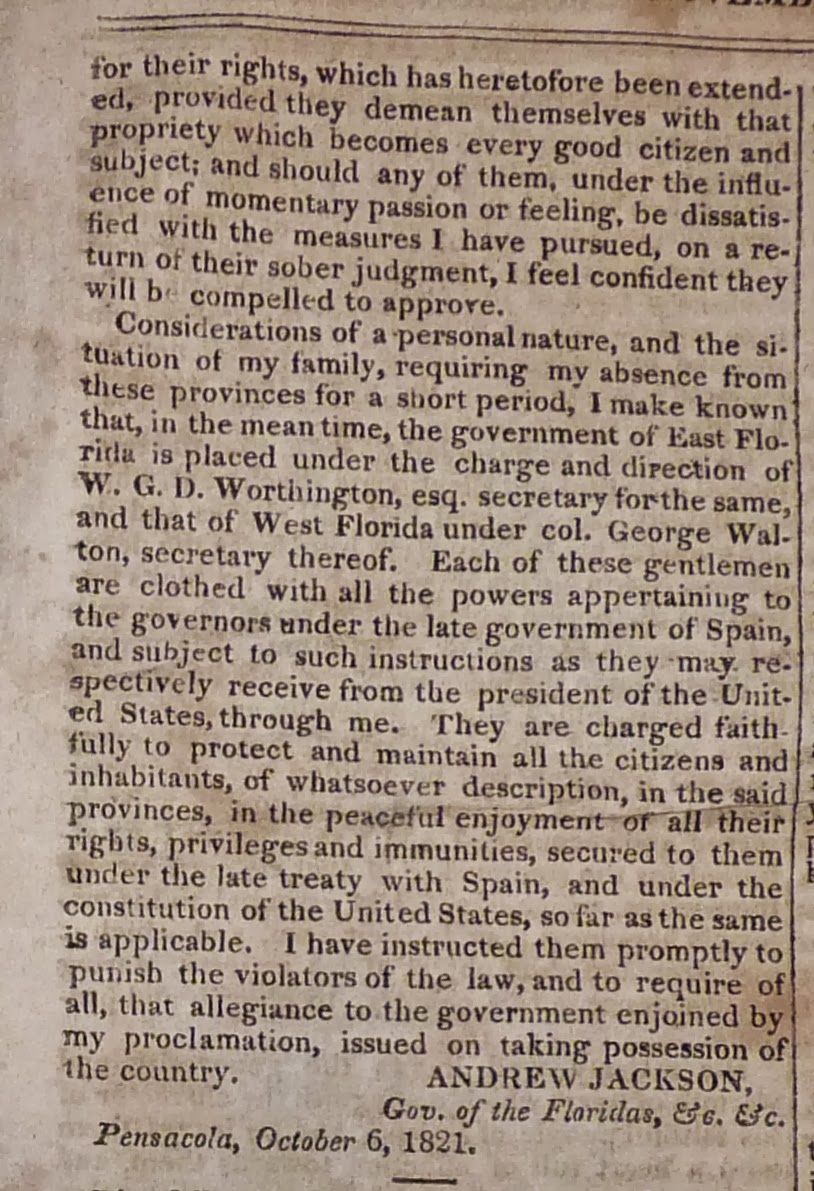 for their rights, which has heretofore been extend-
ed, provided they demean themselves with that
propriety which becomes every good citizen and
subject; and should any of them, under the influ-
ence of momentary passion or feeling, be dissatis-
fied with the measures I have pursued, on a re-
turn of their sober judgment, I feel confident they
will be compelled to approve.
Considerations of a personal nature, and the si-
tuation of my family, requiring my absence from
these provinces for a short period, I make known
that, in the mean time, the government of East Flo-
rida is placed under the charge and direction of
W. G. D. Worthington, esq. secretary for the same,
and that of West Florida under col. George Wal-
ton, secretary thereof. Each of these gentlemen
are clothed with all the powers appertaining to
the governors under the late government of Spain,
and subject to such instructions as they may re-
spectively receive from the president of the Unit-
ed States, through me. They are charged faith-
fully to protect and maintain all the citizens and
inhabitants, of whatsoever description, in the said
provinces, in the peaceful enjoyment of all their
rights, privileges and immunities, secured to them
under the late treaty with Spain, and under the
constitution of the United States, so far as the same
is applicable. I have instructed them promptly to
punish the violators of the law, and to require of
all, that allegiance to the government enjoined by
my proclamation, issued on taking possession of
the country. ANDREW JACKSON,
Gov. of the Floridas, &c. &c.
Pensacola, October 6, 1821.